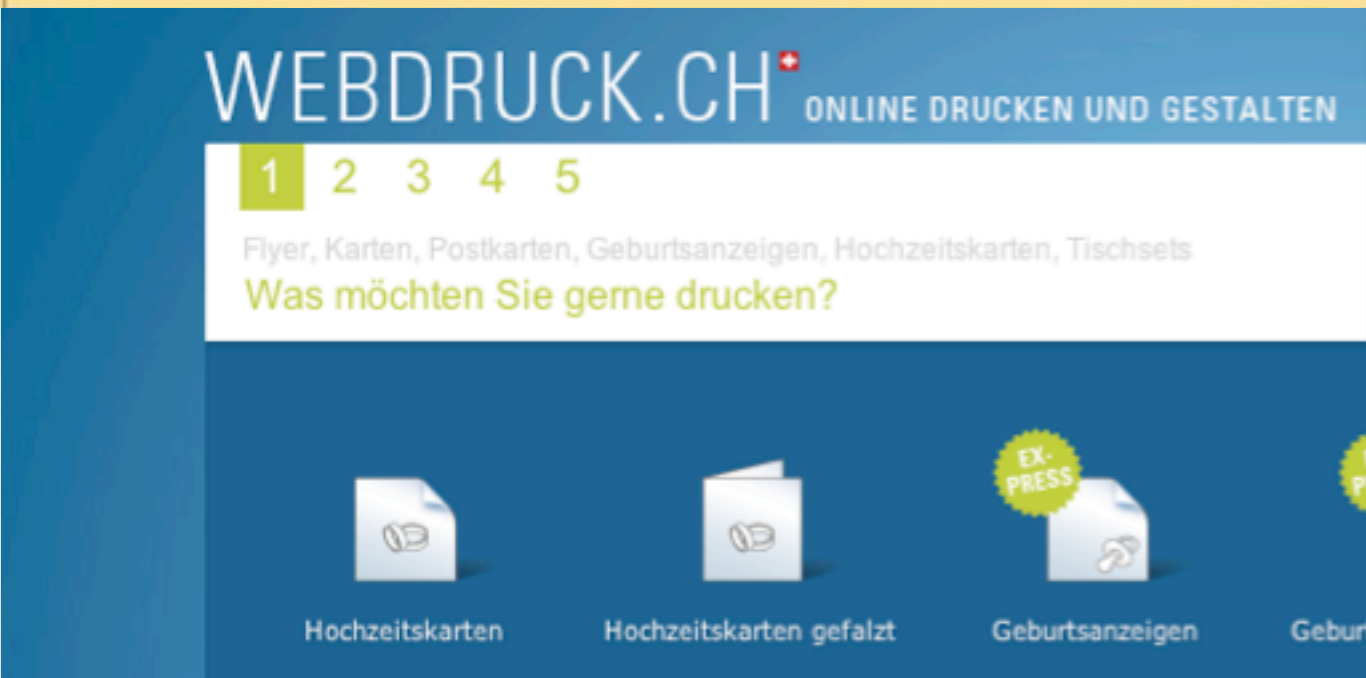 WEBDRUCK.CH ONLINE DRUCKEN UND GESTALTEN
1 2 3 4 5
Flyer, Karten, Postkarten, Geburtsanzeigen, Hochzeitskarten, Tischsets
Was möchten Sie gerne drucken?
EX-
PRESS
Hochzeitskarten Hochzeitskarten gefalzt Geburtsanzeigen